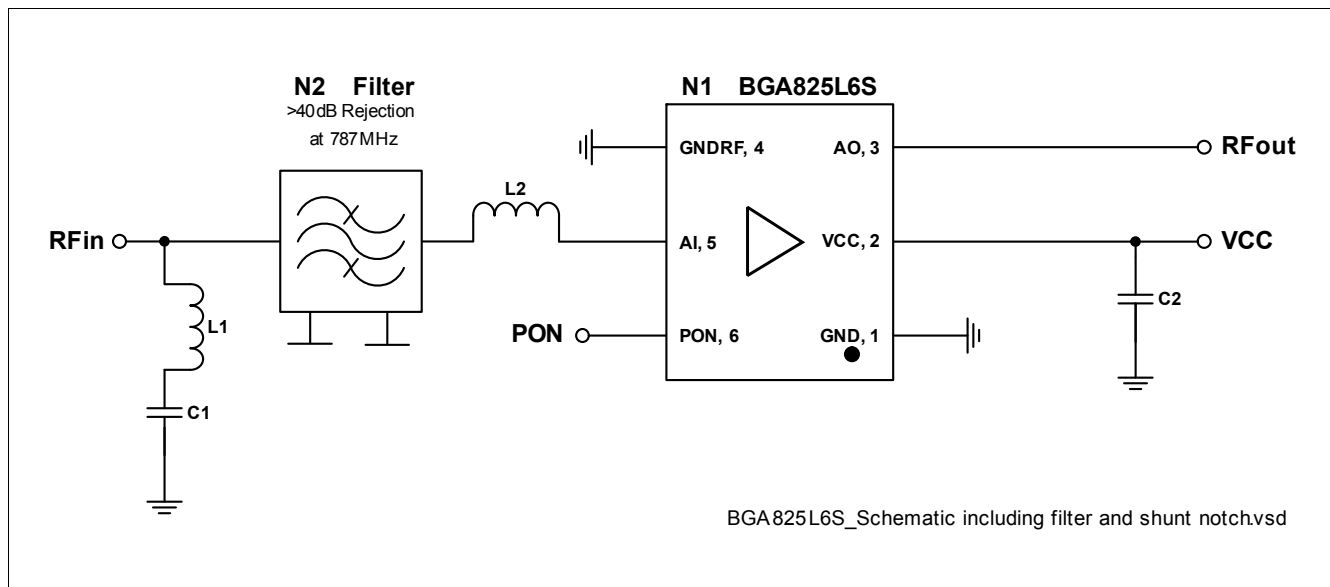 N2 Filter
>40dB Rejection
at 787MHz
N1 BGA825L6S
GNDRF, 4
AO, 3
RFout
L2
RFin
AI, 5
VCC, 2
VCC
L1
C2
PON
PON, 6
GND, 1
C1
BGA825L6S_Schematic including filter and shunt notch.vsd